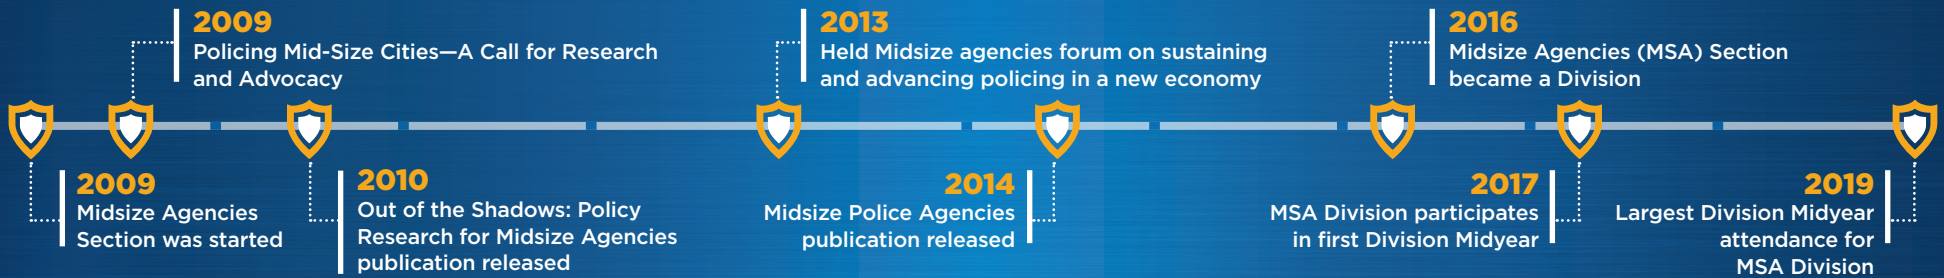 2009
Policing Mid-Size Cities—A Call for Research
and Advocacy
2013
Held Midsize agencies forum on sustaining
and advancing policing in a new economy
2016
Midsize Agencies (MSA) Section
became a Division
2009
Midsize Agencies
Section was started
2010
Out of the Shadows: Policy
Research for Midsize Agencies
publication released
2014
Midsize Police Agencies
publication released
2017
MSA Division participates
in first Division Midyear
2019
Largest Division Midyear
attendance for
MSA Division